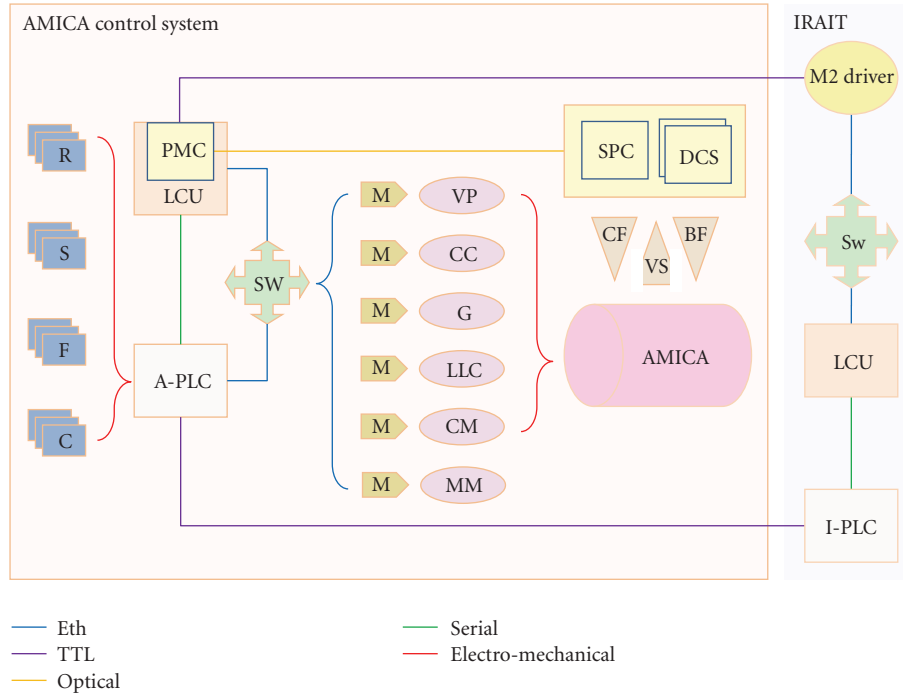 AMICA control system
IRAIT
M2 driver
R
S
F
C
PMC
LCU
A-PLC
SW
M
VP
M
CC
M
G
M
LLC
M
CM
M
MM
SPC
DCS
CF
VS
BF
AMICA
Sw
LCU
I-PLC
Eth
TTL
Optical
Serial
Electro-mechanical